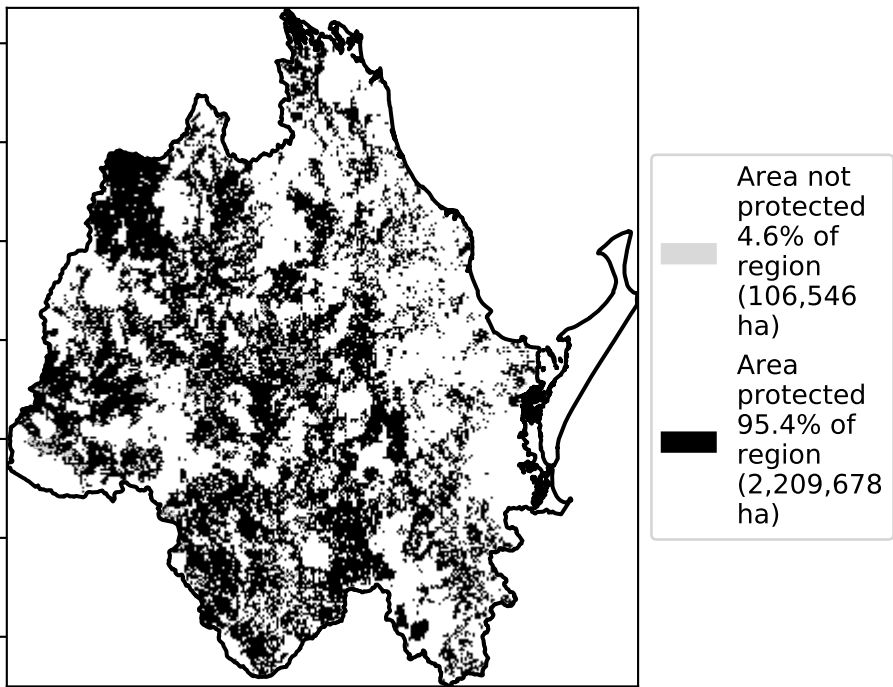 Area not
protected
4.6% of
region
(106,546
ha)
Area
protected
95.4% of
region
(2,209,678
ha)